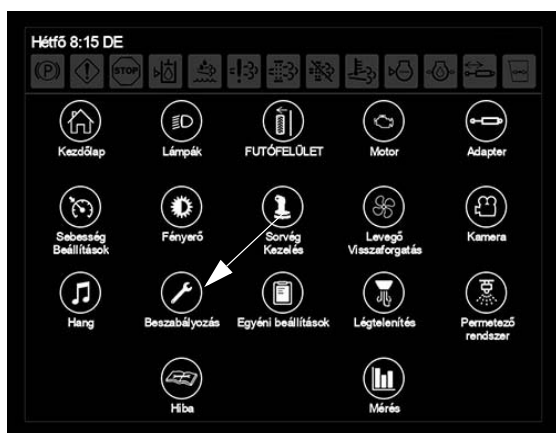 Hétfő 8:15 DE
(P) STOP
Kezdőlap Lámpák FUTÓFELÜLET Motor Adapter
Sebesség Beállítások Fényerő Sorvég Kezelés Levegő Visszaforgatás Kamera
Hang Beszabályozás Egyéni beállítások Légtelenítés Permetező rendszer
Hiba Mérés